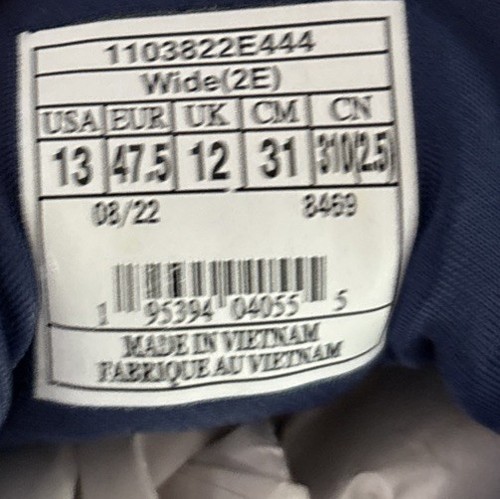 1103822E444
Wide(2E)
USA EUR UK CM CN
13 47.5 12 31 310(2.5)
08/22 8469
1 95394 04055 5
MADE IN VIETNAM
FABRIQUE AU VIETNAM